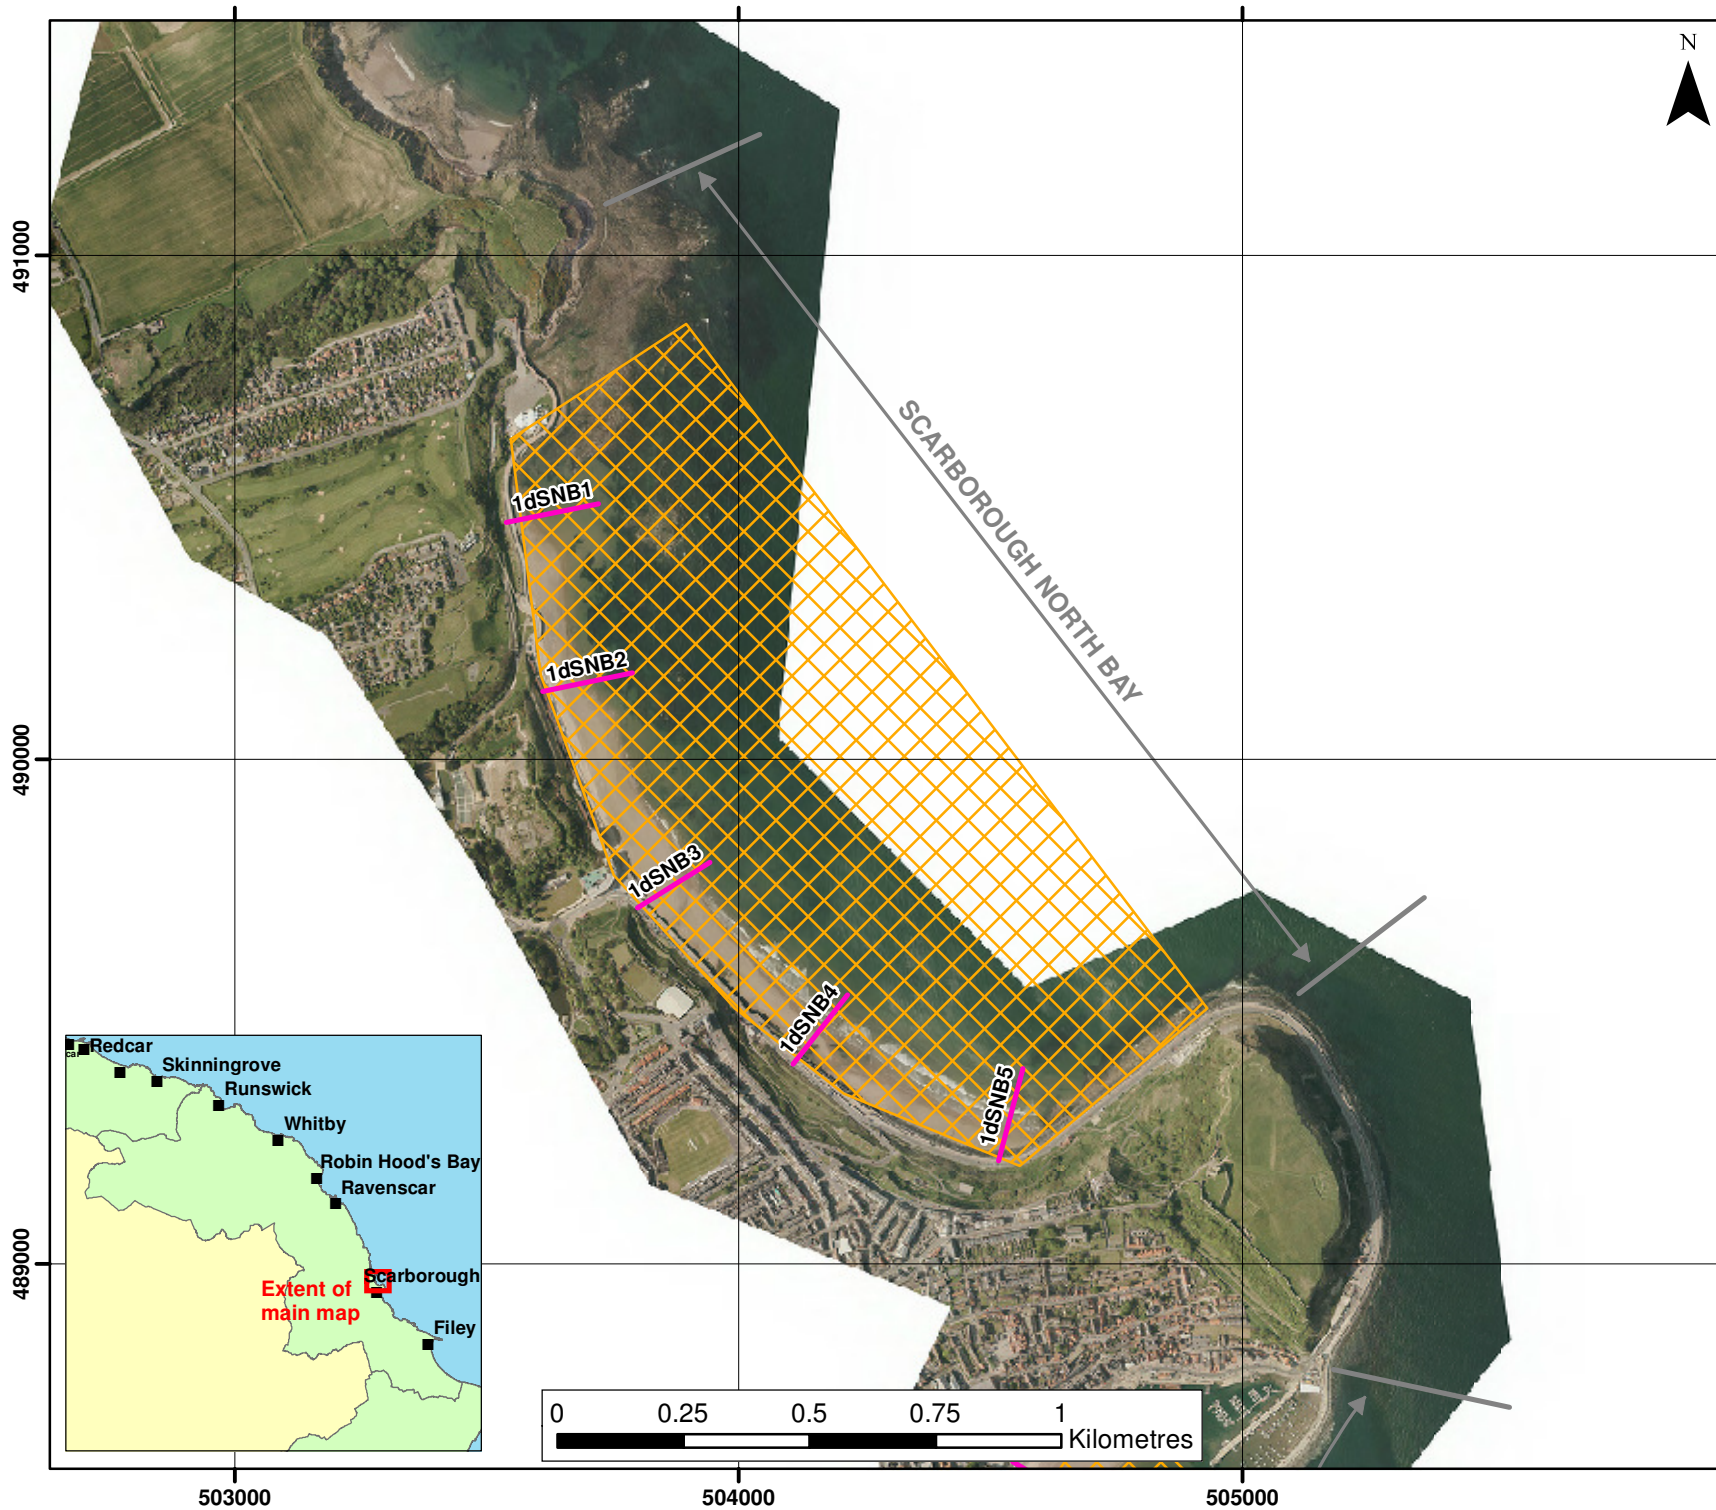 N
491000
490000
489000
503000
504000
505000
SCARBOROUGH NORTH BAY
1dSNB1
1dSNB2
1dSNB3
1dSNB4
1dSNB5
Redcar
car
Skinningrove
Runswick
Whitby
Robin Hood's Bay
Ravenscar
Scarborough
Extent of
main map
Filey
0 0.25 0.5 0.75 1
Kilometres